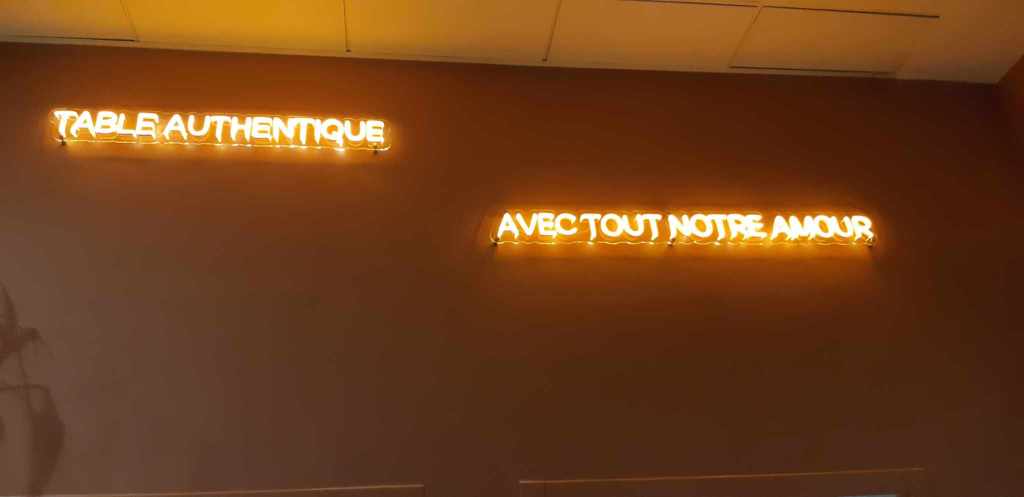 TABLE AUTHENTIQUE
AVEC TOUT NOTRE AMOUR